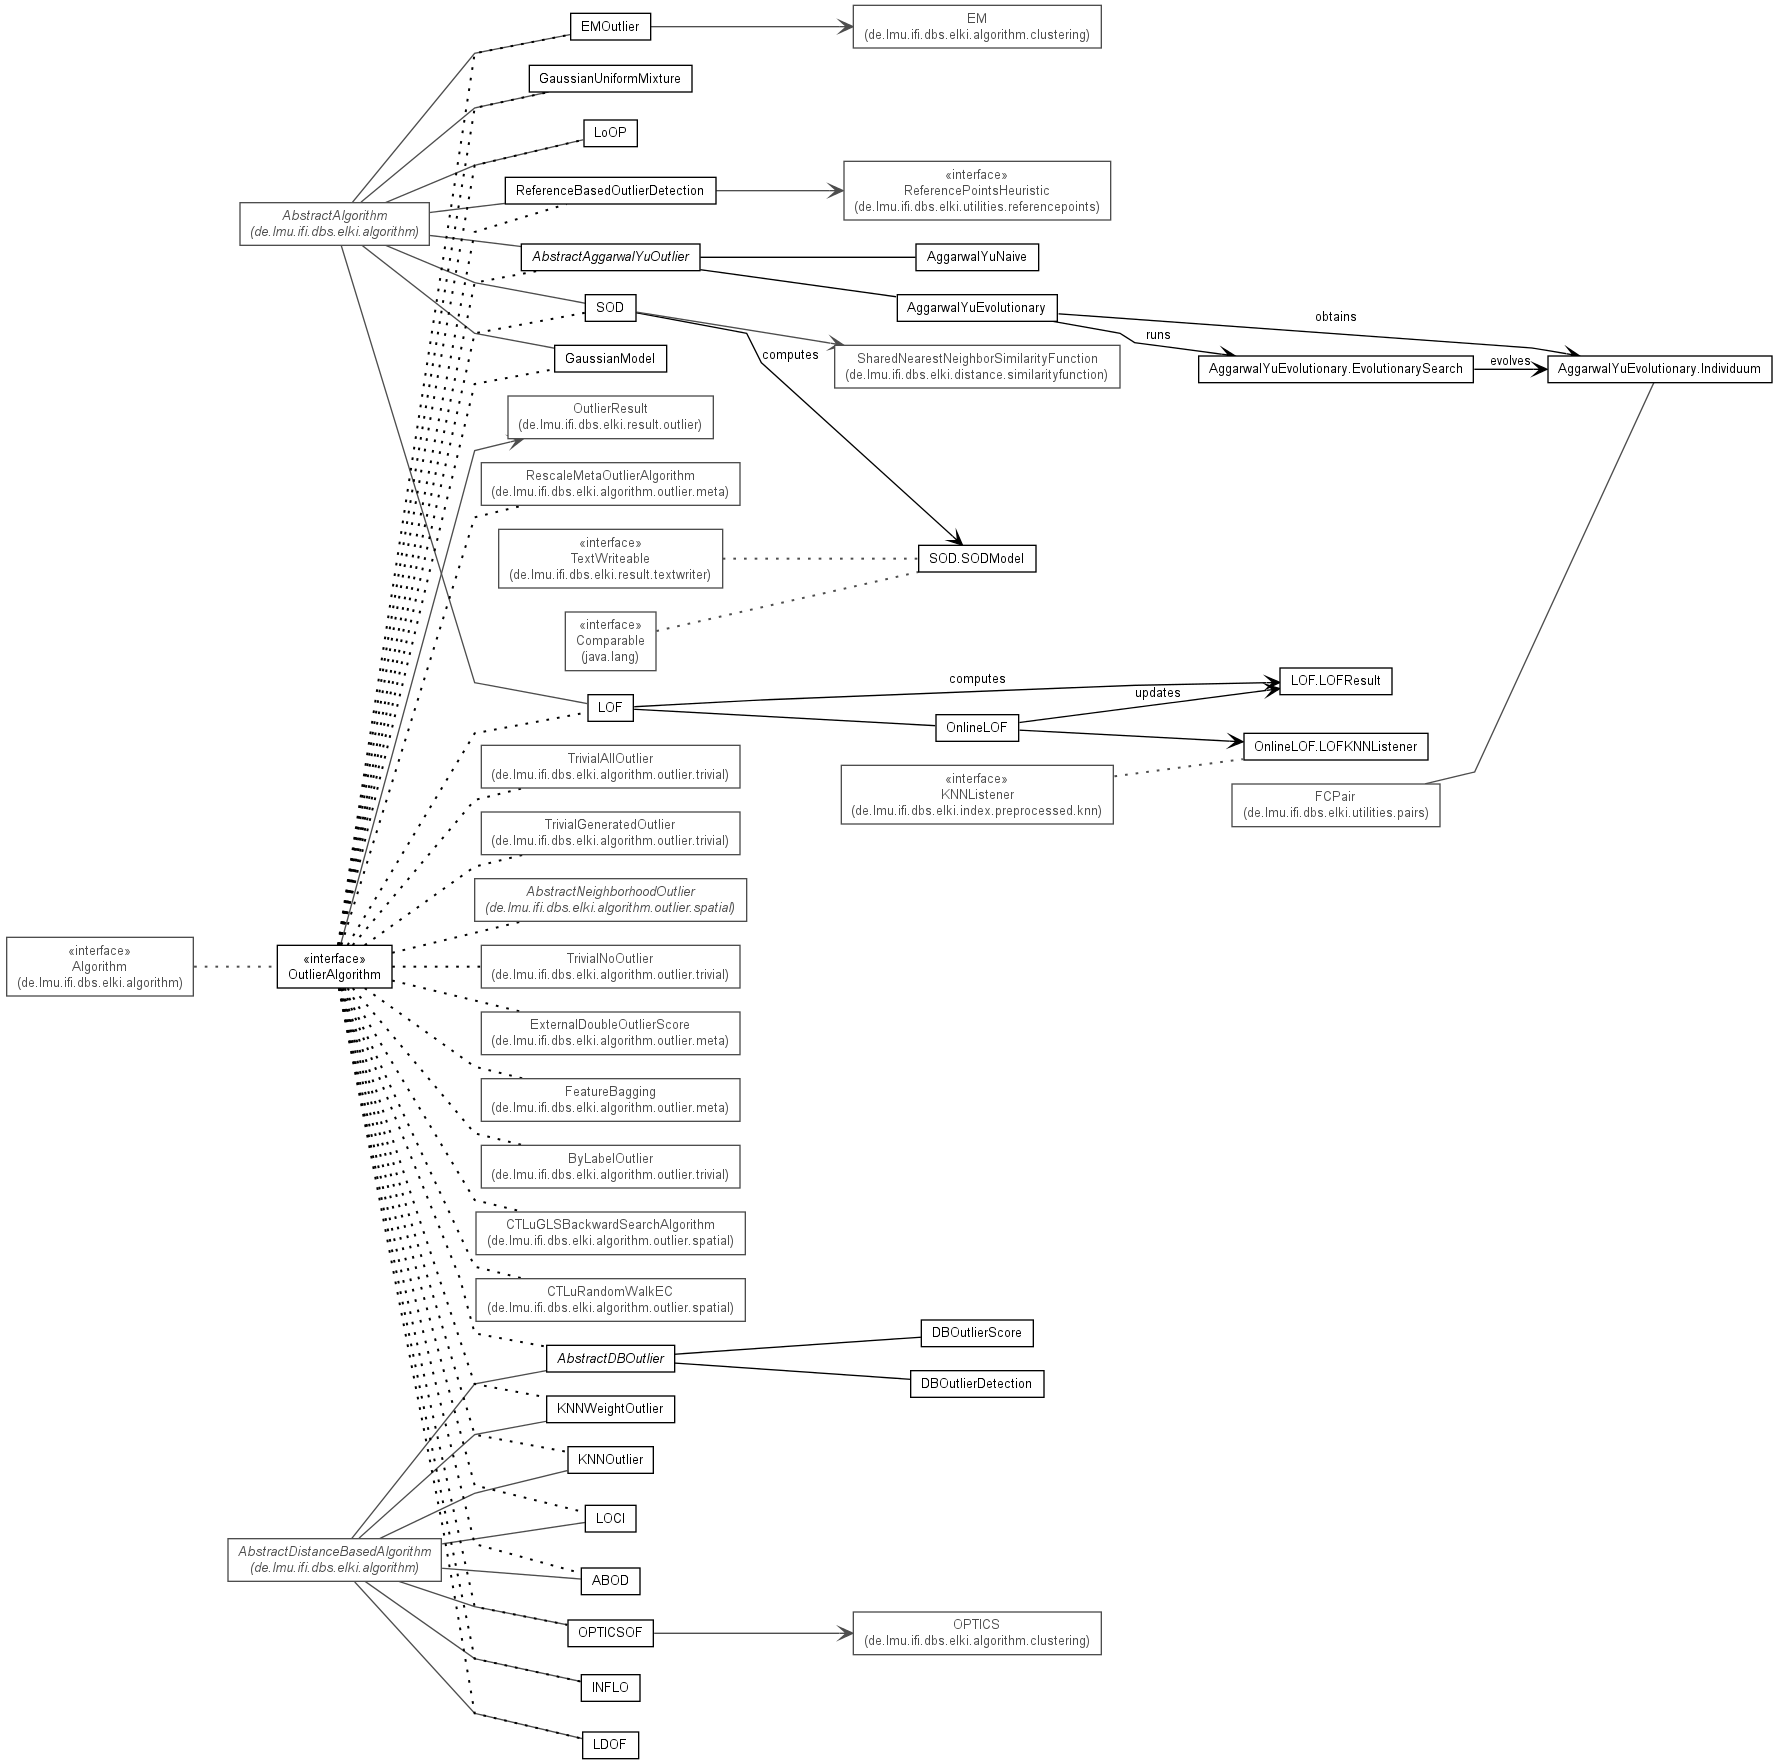 EMOutlier
EM
(de.lmu.ifi.dbs.elki.algorithm.clustering)
GaussianUniformMixture
LoOP
ReferenceBasedOutlierDetection
«interface»
ReferencePointsHeuristic
(de.lmu.ifi.dbs.elki.utilities.referencepoints)
AbstractAlgorithm
(de.lmu.ifi.dbs.elki.algorithm)
AbstractAggarwalYuOutlier
AggarwalYuNaive
SOD
AggarwalYuEvolutionary
obtains
runs
computes
GaussianModel
SharedNearestNeighborSimilarityFunction
(de.lmu.ifi.dbs.elki.distance.similarityfunction)
AggarwalYuEvolutionary.EvolutionarySearch
evolves
AggarwalYuEvolutionary.Individuum
OutlierResult
(de.lmu.ifi.dbs.elki.result.outlier)
RescaleMetaOutlierAlgorithm
(de.lmu.ifi.dbs.elki.algorithm.outlier.meta)
«interface»
TextWriteable
(de.lmu.ifi.dbs.elki.result.textwriter)
SOD.SODModel
«interface»
Comparable
(java.lang)
LOF
computes
LOF.LOFResult
updates
OnlineLOF
OnlineLOF.LOFKNNListener
TrivialAllOutlier
(de.lmu.ifi.dbs.elki.algorithm.outlier.trivial)
«interface»
KNNListener
(de.lmu.ifi.dbs.elki.index.preprocessed.knn)
FCPair
(de.lmu.ifi.dbs.elki.utilities.pairs)
TrivialGeneratedOutlier
(de.lmu.ifi.dbs.elki.algorithm.outlier.trivial)
AbstractNeighborhoodOutlier
(de.lmu.ifi.dbs.elki.algorithm.outlier.spatial)
«interface»
Algorithm
(de.lmu.ifi.dbs.elki.algorithm)
«interface»
OutlierAlgorithm
TrivialNoOutlier
(de.lmu.ifi.dbs.elki.algorithm.outlier.trivial)
ExternalDoubleOutlierScore
(de.lmu.ifi.dbs.elki.algorithm.outlier.meta)
FeatureBagging
(de.lmu.ifi.dbs.elki.algorithm.outlier.meta)
ByLabelOutlier
(de.lmu.ifi.dbs.elki.algorithm.outlier.trivial)
CTLuGLSBackwardSearchAlgorithm
(de.lmu.ifi.dbs.elki.algorithm.outlier.spatial)
CTLuRandomWalkEC
(de.lmu.ifi.dbs.elki.algorithm.outlier.spatial)
AbstractDBOutlier
DBOutlierScore
DBOutlierDetection
KNNWeightOutlier
KNNOutlier
LOCI
AbstractDistanceBasedAlgorithm
(de.lmu.ifi.dbs.elki.algorithm)
ABOD
OPTICSOF
OPTICS
(de.lmu.ifi.dbs.elki.algorithm.clustering)
INFLO
LDOF